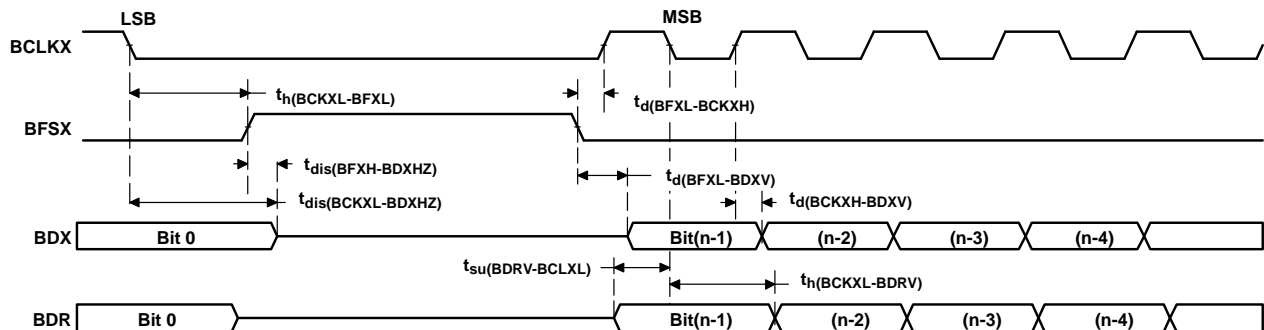 LSB MSB
BCLKX
th(BCKXL-BFXL) td(BFXL-BCKXH)
BFSX
tdis(BFXH-BDXHZ) td(BFXL-BDXV)
tdis(BCKXL-BDXHZ) td(BCKXH-BDXV)
BDX Bit 0 Bit(n-1) (n-2) (n-3) (n-4)
tsu(BDRV-BCLXL) th(BCKXL-BDRV)
BDR Bit 0 Bit(n-1) (n-2) (n-3) (n-4)